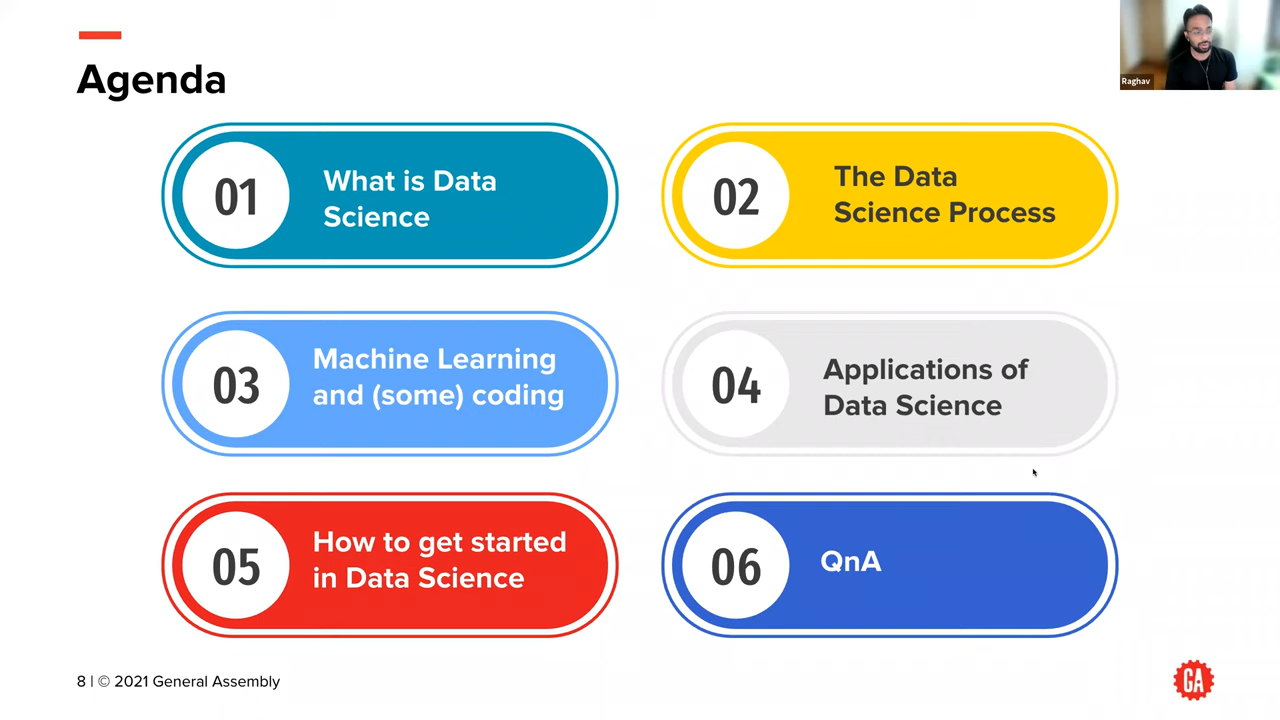 Agenda
Raghav
01
What is Data
Science
02
The Data
Science Process
03
Machine Learning
and (some) coding
04
Applications of
Data Science
05
How to get started
in Data Science
06
QnA
8 | © 2021 General Assembly
GA